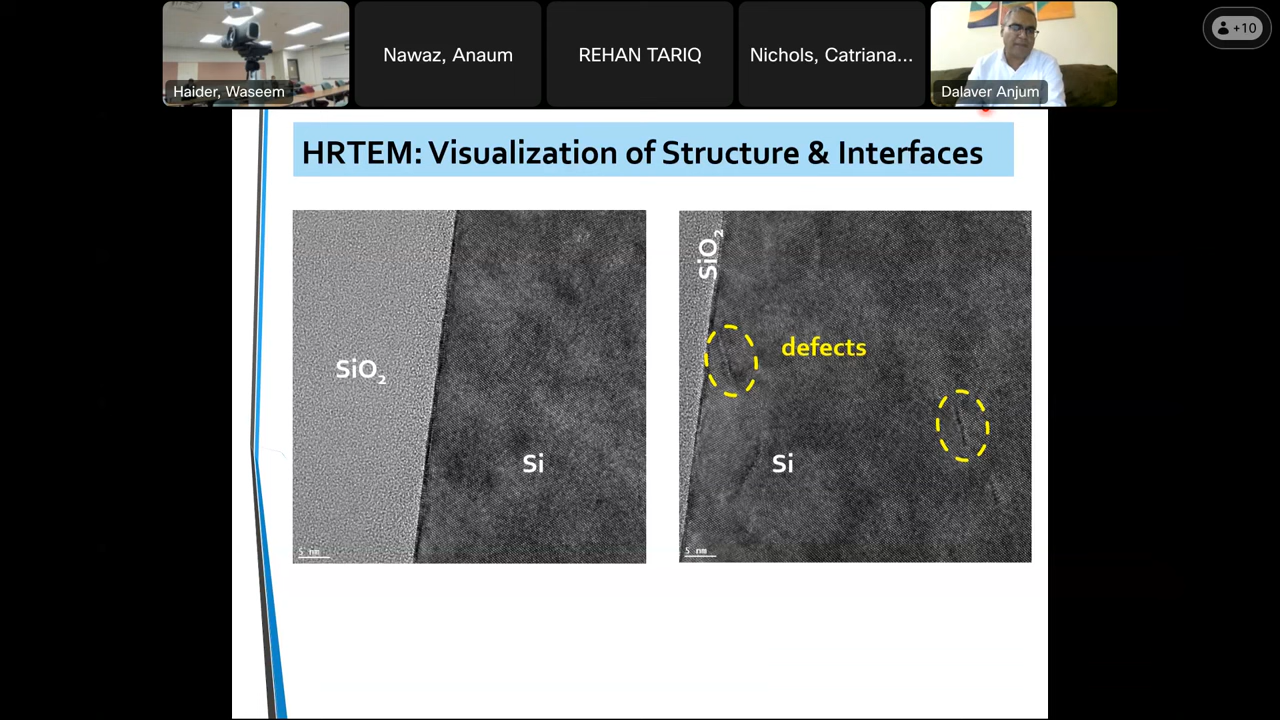 Haider, Waseem
Nawaz, Anaum
REHAN TARIQ
Nichols, Catriana...
Dalaver Anjum
+10
HRTEM: Visualization of Structure & Interfaces
SiO₂
Si
5 nm
SiO₂
defects
Si
5 nm